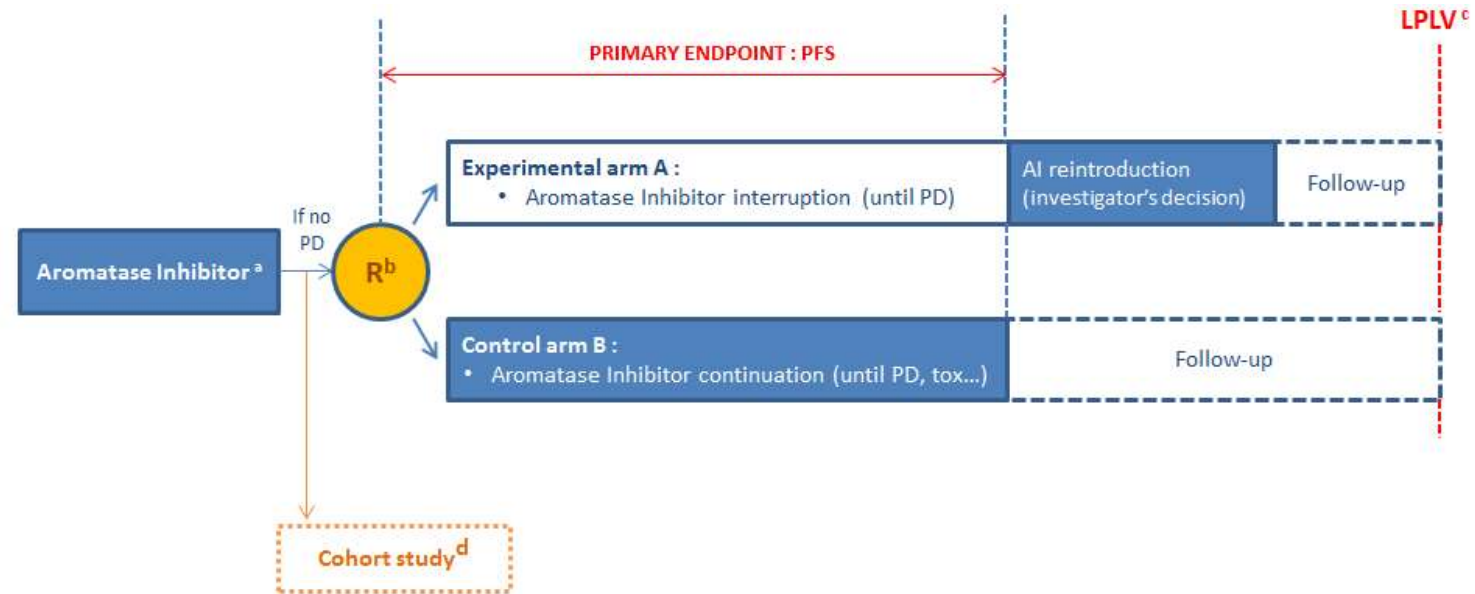 LPLV c
PRIMARY ENDPOINT : PFS
Experimental arm A :
• Aromatase Inhibitor interruption (until PD)
AI reintroduction
(investigator's decision)
Follow-up
If no
PD
Aromatase Inhibitor a
R b
Control arm B :
• Aromatase Inhibitor continuation (until PD, tox...)
Follow-up
Cohort study d